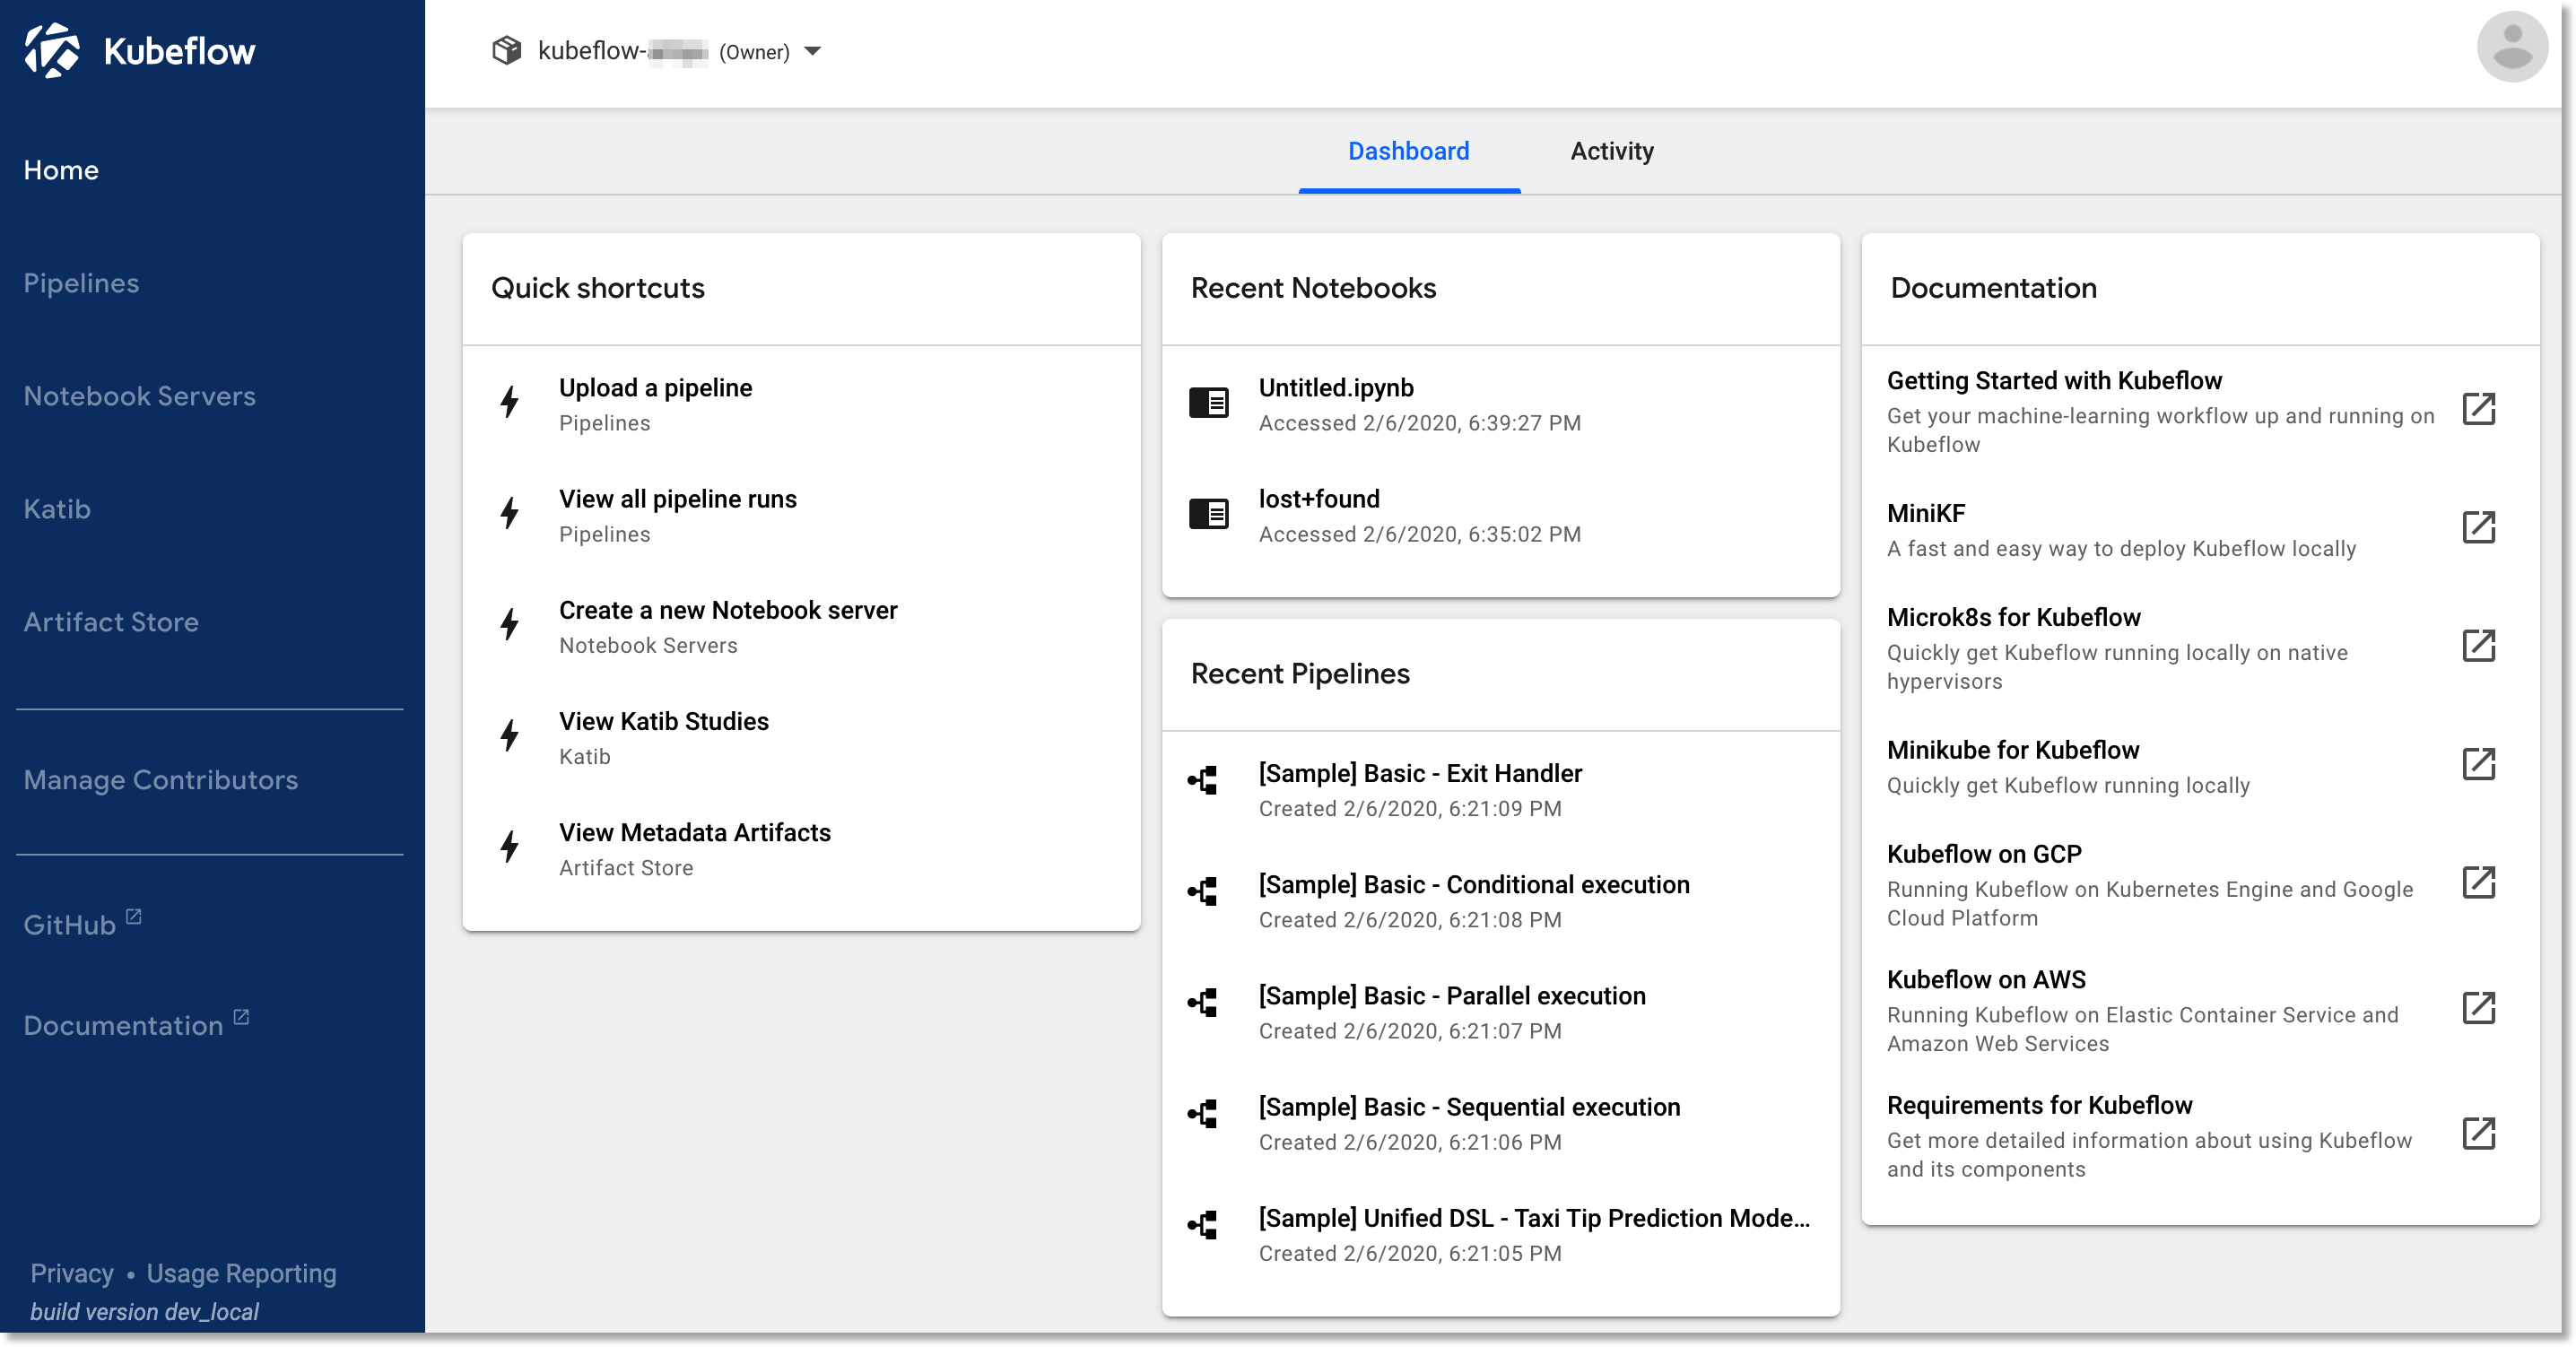 Kubeflow
Home
Pipelines
Notebook Servers
Katib
Artifact Store
Manage Contributors
GitHub
Documentation
Privacy • Usage Reporting
build version dev_local
kubeflow- (Owner)
Dashboard
Activity
Quick shortcuts
Upload a pipeline
Pipelines
View all pipeline runs
Pipelines
Create a new Notebook server
Notebook Servers
View Katib Studies
Katib
View Metadata Artifacts
Artifact Store
Recent Notebooks
Untitled.ipynb
Accessed 2/6/2020, 6:39:27 PM
lost+found
Accessed 2/6/2020, 6:35:02 PM
Recent Pipelines
[Sample] Basic - Exit Handler
Created 2/6/2020, 6:21:09 PM
[Sample] Basic - Conditional execution
Created 2/6/2020, 6:21:08 PM
[Sample] Basic - Parallel execution
Created 2/6/2020, 6:21:07 PM
[Sample] Basic - Sequential execution
Created 2/6/2020, 6:21:06 PM
[Sample] Unified DSL - Taxi Tip Prediction Mode...
Created 2/6/2020, 6:21:05 PM
Documentation
Getting Started with Kubeflow
Get your machine-learning workflow up and running on
Kubeflow
MiniKF
A fast and easy way to deploy Kubeflow locally
Microk8s for Kubeflow
Quickly get Kubeflow running locally on native
hypervisors
Minikube for Kubeflow
Quickly get Kubeflow running locally
Kubeflow on GCP
Running Kubeflow on Kubernetes Engine and Google
Cloud Platform
Kubeflow on AWS
Running Kubeflow on Elastic Container Service and
Amazon Web Services
Requirements for Kubeflow
Get more detailed information about using Kubeflow
and its components